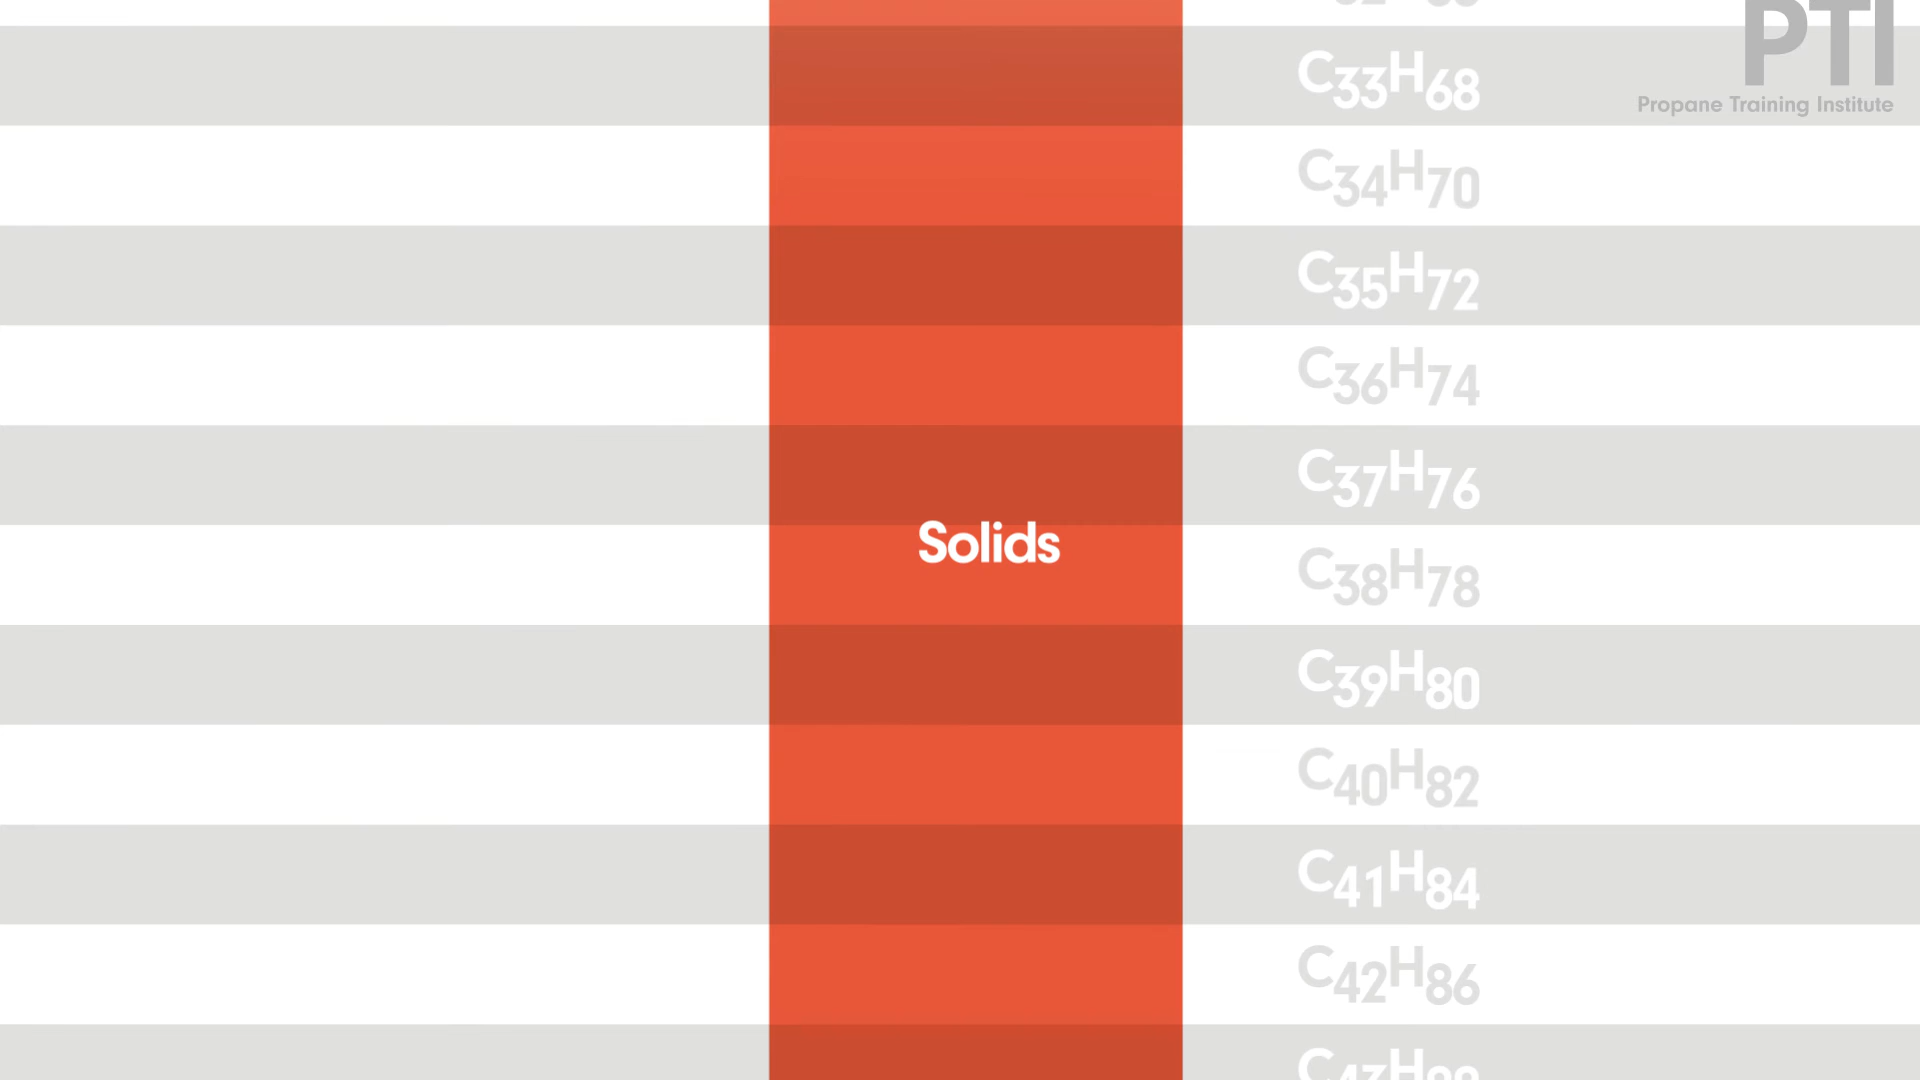 PTI
Propane Training Institute
C33H68
C34H70
C35H72
C36H74
C37H76
Solids
C38H78
C39H80
C40H82
C41H84
C42H86